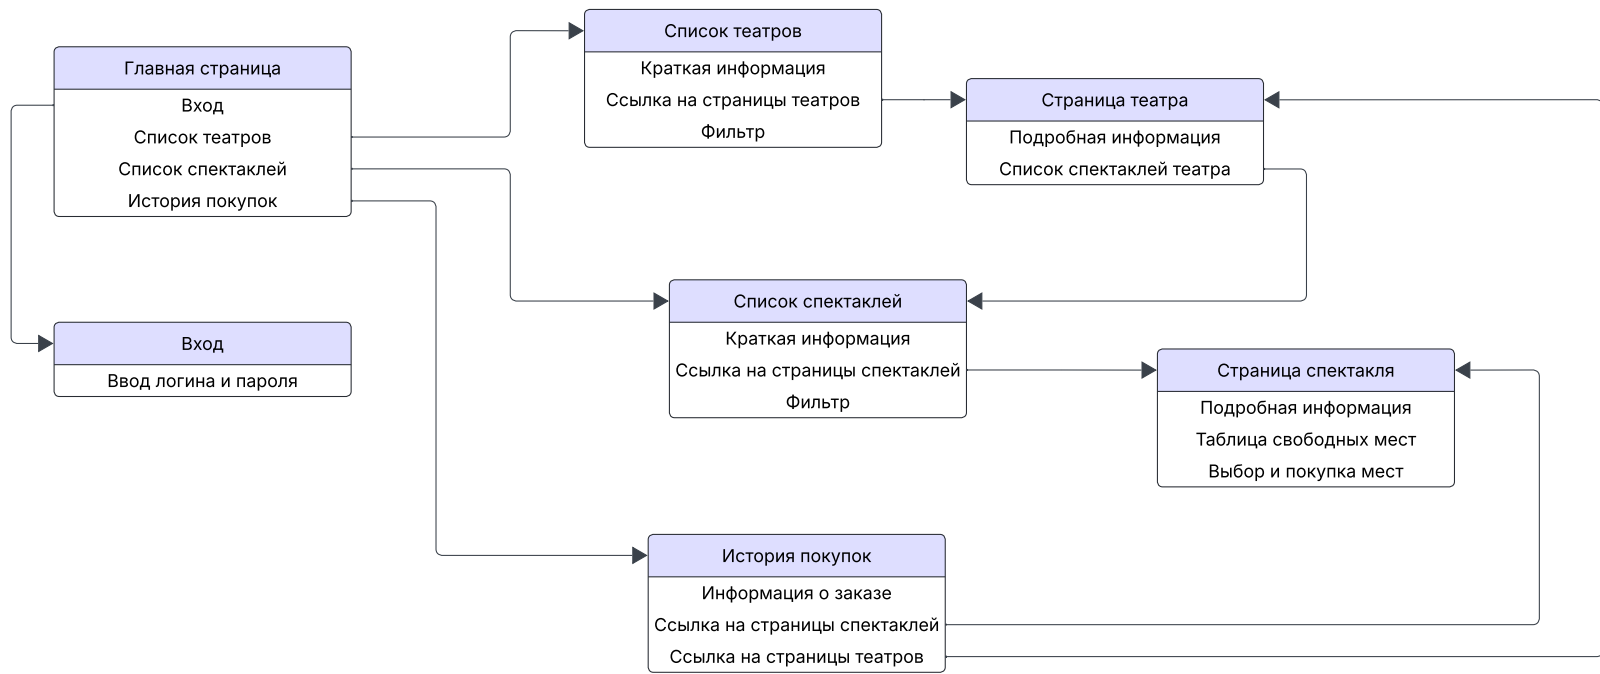 Главная страница
Вход
Список театров
Список спектаклей
История покупок
Список театров
Краткая информация
Ссылка на страницы театров
Фильтр
Страница театра
Подробная информация
Список спектаклей театра
Вход
Ввод логина и пароля
Список спектаклей
Краткая информация
Ссылка на страницы спектаклей
Фильтр
Страница спектакля
Подробная информация
Таблица свободных мест
Выбор и покупка мест
История покупок
Информация о заказе
Ссылка на страницы спектаклей
Ссылка на страницы театров